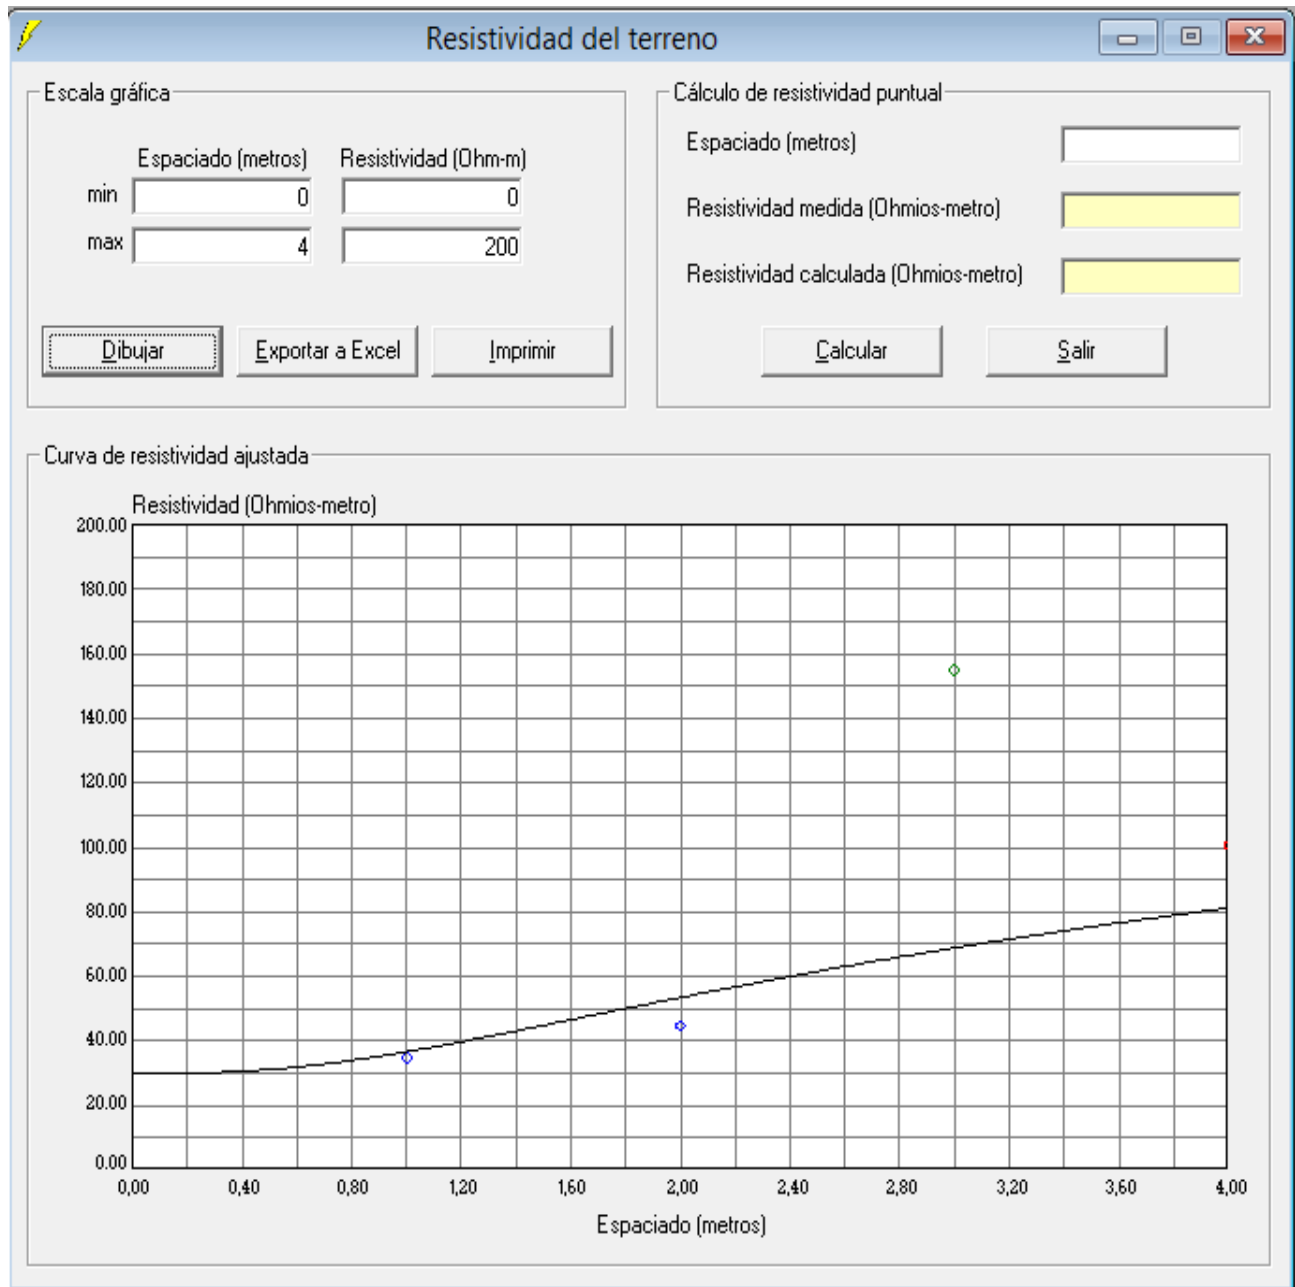 Resistividad del terreno
Escala gráfica
Espaciado (metros) Resistividad (Ohm-m)
min 0 0
max 4 200
Dibujar Exportar a Excel Imprimir
Cálculo de resistividad puntual
Espaciado (metros)
Resistividad medida (Ohmios-metro)
Resistividad calculada (Ohmios-metro)
Calcular Salir
Curva de resistividad ajustada
Resistividad (Ohmios-metro)
200.00
180.00
160.00
140.00
120.00
100.00
80.00
60.00
40.00
20.00
0.00
0,00 0,40 0,80 1,20 1,60 2,00 2,40 2,80 3,20 3,60 4,00
Espaciado (metros)